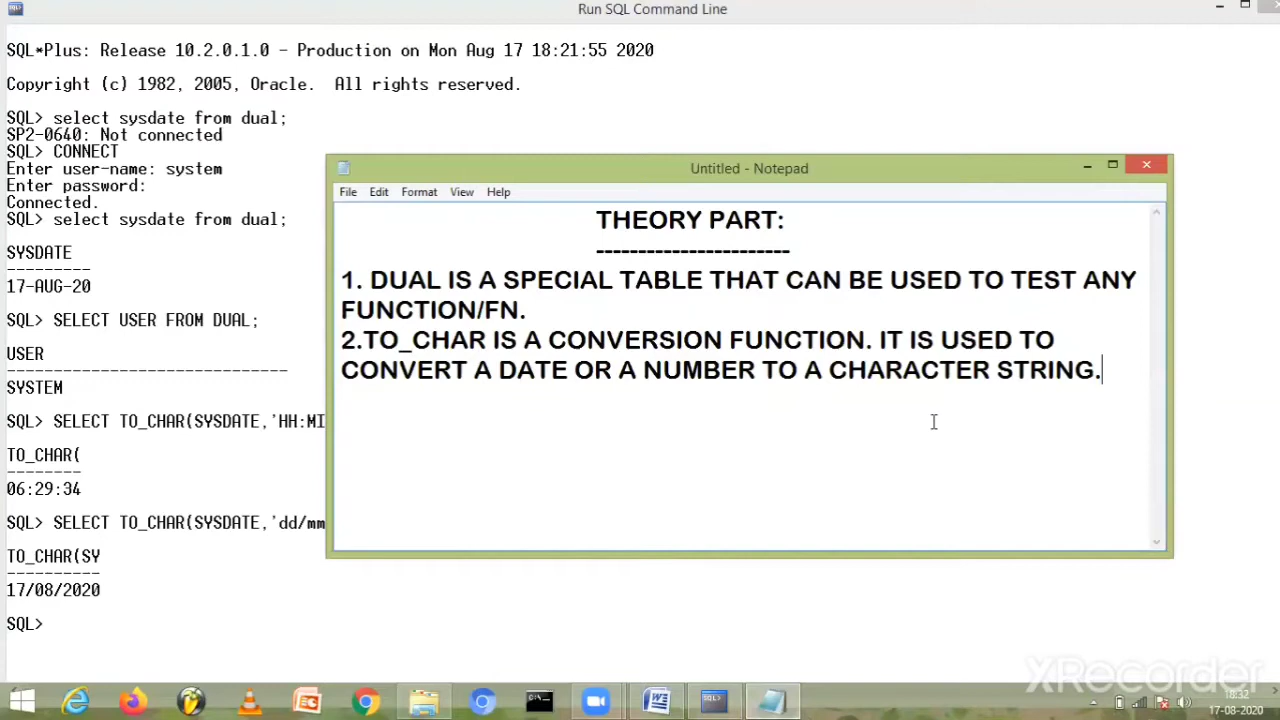 Run SQL Command Line
SQL*Plus: Release 10.2.0.1.0 - Production on Mon Aug 17 18:21:55 2020
Copyright (c) 1982, 2005, Oracle.  All rights reserved.
SQL> select sysdate from dual;
SP2-0640: Not connected
SQL> CONNECT
Enter user-name: system
Enter password:
Connected.
SQL> select sysdate from dual;
SYSDATE
---------
17-AUG-20
SQL> SELECT USER FROM DUAL;
USER
------------------------------
SYSTEM
SQL> SELECT TO_CHAR(SYSDATE,'HH:MI
TO_CHAR(
--------
06:29:34
SQL> SELECT TO_CHAR(SYSDATE,'dd/mm
TO_CHAR(SY
----------
17/08/2020
SQL>
Untitled - Notepad
File Edit Format View Help
THEORY PART:
-----------------------
1. DUAL IS A SPECIAL TABLE THAT CAN BE USED TO TEST ANY
FUNCTION/FN.
2.TO_CHAR IS A CONVERSION FUNCTION. IT IS USED TO
CONVERT A DATE OR A NUMBER TO A CHARACTER STRING.
XRecorder
18:32
17-08-2020